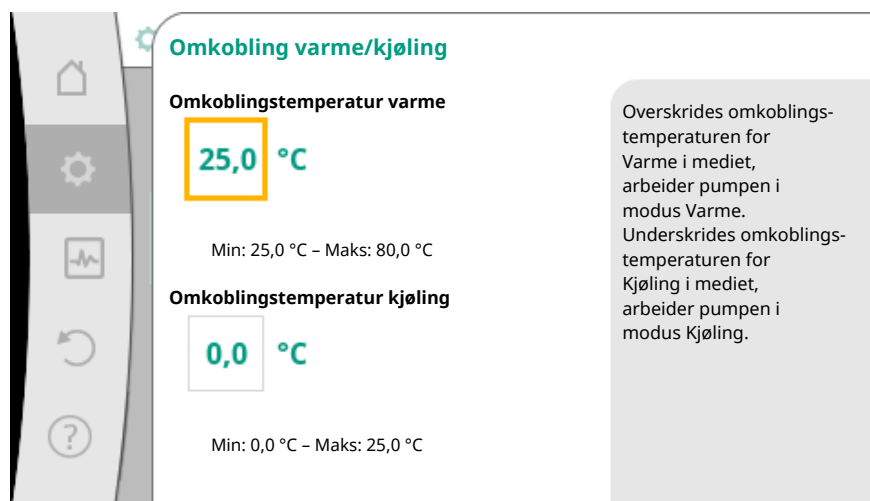 Omkobling varme/kjøling
Omkoblingstemperatur varme
25,0 °C
Min: 25,0 °C – Maks: 80,0 °C
Omkoblingstemperatur kjøling
0,0 °C
Min: 0,0 °C – Maks: 25,0 °C
Overskrides omkoblings-
temperaturen for
Varme i mediet,
arbeider pumpen i
modus Varme.
Underskrides omkoblings-
temperaturen for
Kjøling i mediet,
arbeider pumpen i
modus Kjøling.
?